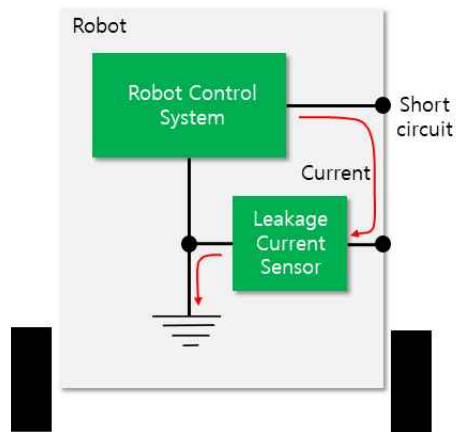 Robot
Robot Control
System
Short
circuit
Current
Leakage
Current
Sensor